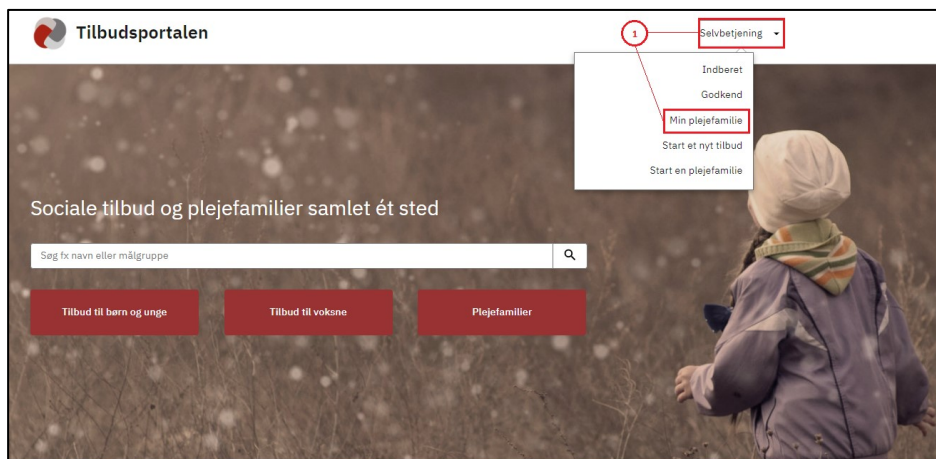 Tilbudsportalen
1
Selvbetjening
Indberet
Godkend
Min plejefamilie
Start et nyt tilbud
Start en plejefamilie
Sociale tilbud og plejefamilier samlet ét sted
Søg fx navn eller målgruppe
Tilbud til børn og unge
Tilbud til voksne
Plejefamilier